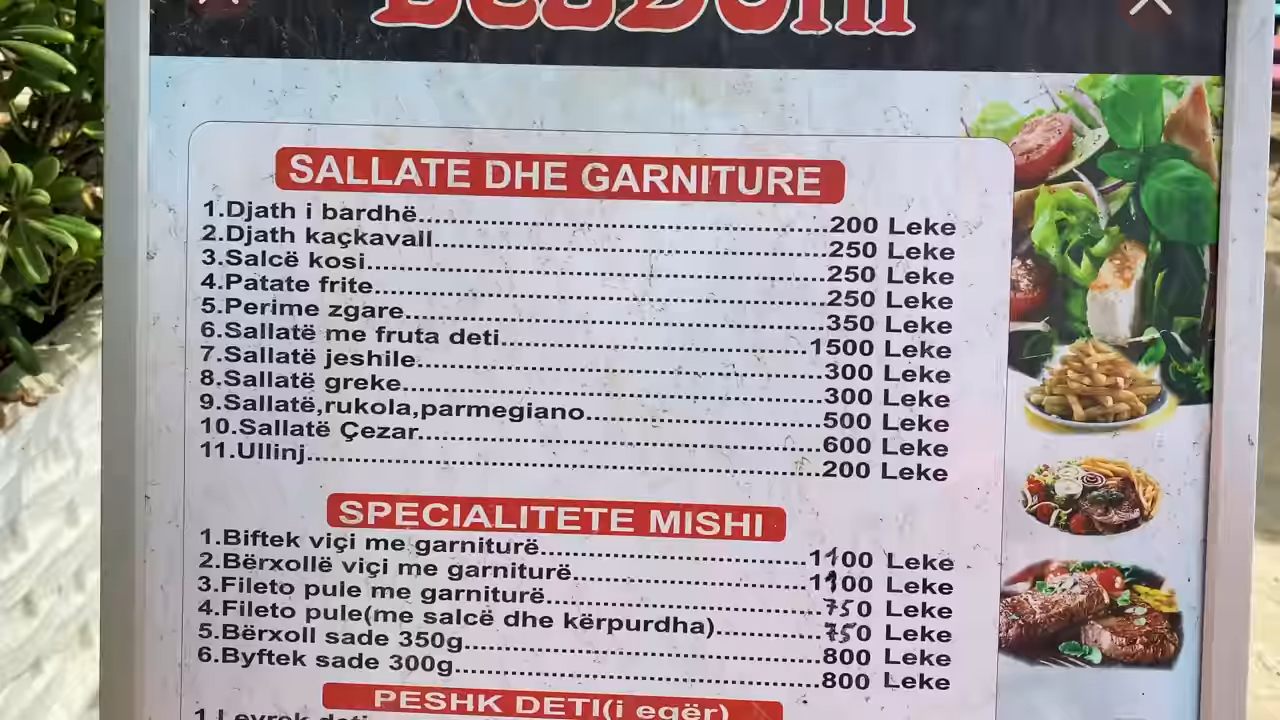 SALLATE DHE GARNITURE
1.Djath i bardhë..........200 Leke
2.Djath kaçkavall..........250 Leke
3.Salcë kosi..........250 Leke
4.Patate frite..........250 Leke
5.Perime zgare..........350 Leke
6.Sallatë me fruta deti..........1500 Leke
7.Sallatë jeshile..........300 Leke
8.Sallatë greke..........300 Leke
9.Sallatë,rukola,parmegiano..........500 Leke
10.Sallatë Çezar..........600 Leke
11.Ullinj..........200 Leke
SPECIALITETE MISHI
1.Biftek viçi me garniturë..........1100 Leke
2.Bërxollë viçi me garniturë..........1100 Leke
3.Fileto pule me garniturë..........750 Leke
4.Fileto pule(me salcë dhe kërpurdha)..........750 Leke
5.Bërxoll sade 350g..........800 Leke
6.Byftek sade 300g..........800 Leke
PESHK DETI(i egër)